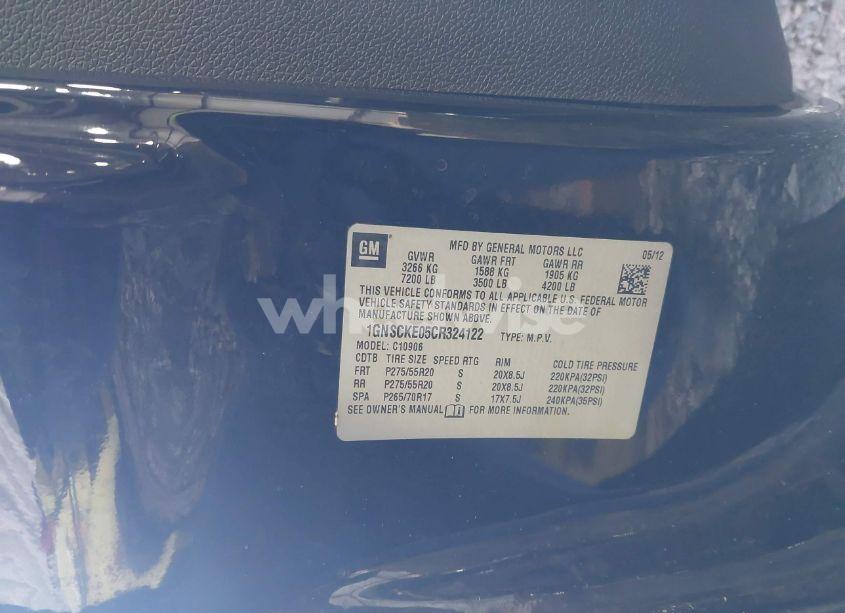 GM
MFD BY GENERAL MOTORS LLC
05/12
GVWR GAWR FRT GAWR RR
3266 KG 1588 KG 1905 KG
7200 LB 3500 LB 4200 LB
THIS VEHICLE CONFORMS TO ALL APPLICABLE U.S. FEDERAL MOTOR
VEHICLE SAFETY STANDARDS IN EFFECT ON THE DATE OF
MANUFACTURE SHOWN ABOVE.
1GNSCKE05CR324122 TYPE: M.P.V.
MODEL: C10906
CDTB TIRE SIZE SPEED RTG RIM COLD TIRE PRESSURE
FRT P275/55R20 S 20X8.5J 220KPA(32PSI)
RR P275/55R20 S 20X8.5J 220KPA(32PSI)
SPA P265/70R17 S 17X7.5J 240KPA(35PSI)
SEE OWNER'S MANUAL FOR MORE INFORMATION.